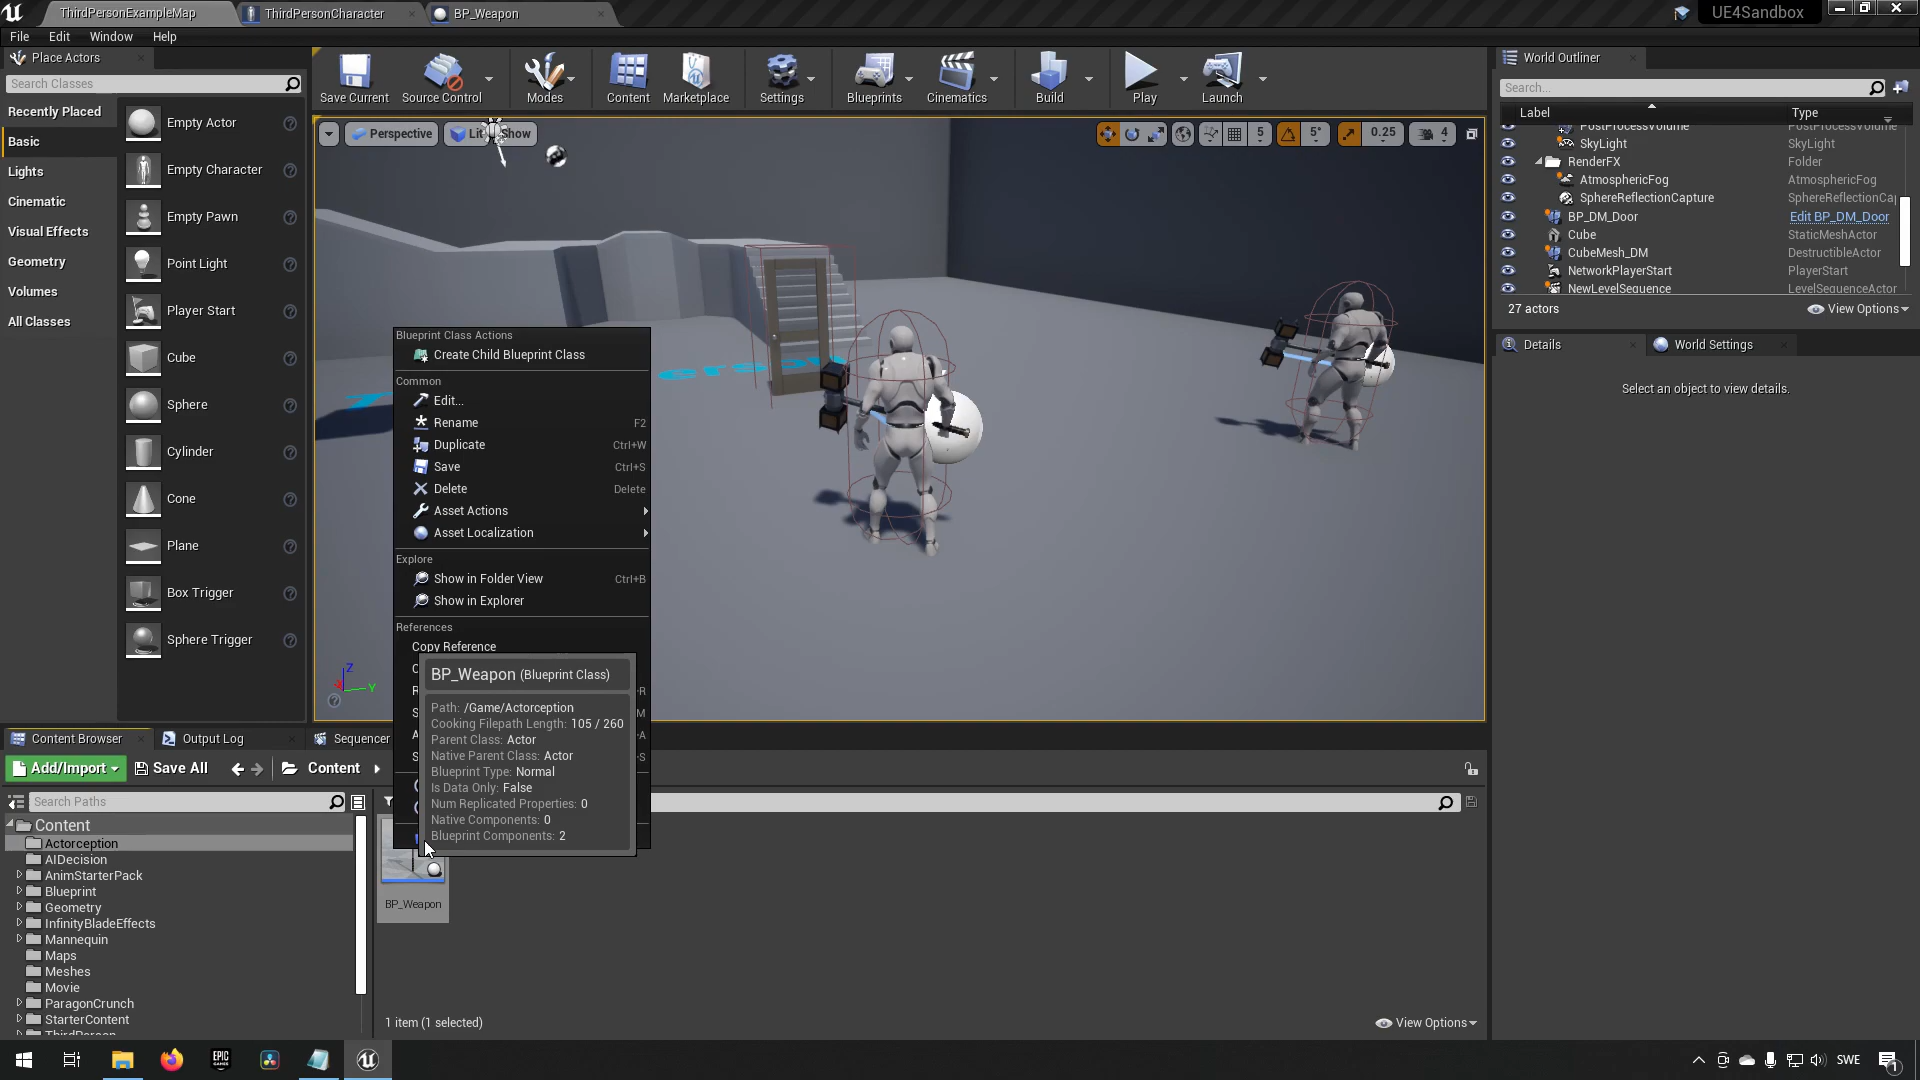 ThirdPersonExampleMap
ThirdPersonCharacter
BP_Weapon
UE4Sandbox
File Edit Window Help
Place Actors
Search Classes
Recently Placed
Basic
Lights
Cinematic
Visual Effects
Geometry
Volumes
All Classes
Empty Actor
Empty Character
Empty Pawn
Point Light
Player Start
Cube
Sphere
Cylinder
Cone
Plane
Box Trigger
Sphere Trigger
Save Current
Source Control
Modes
Content
Marketplace
Settings
Blueprints
Cinematics
Build
Play
Launch
Perspective
Lit
Show
5
5°
0.25
4
Z
Y
Blueprint Class Actions
Create Child Blueprint Class
Common
Edit...
Rename F2
Duplicate Ctrl+W
Save Ctrl+S
Delete Delete
Asset Actions
Asset Localization
Explore
Show in Folder View Ctrl+B
Show in Explorer
References
Copy Reference
BP_Weapon (Blueprint Class)
Path: /Game/Actorception
Cooking Filepath Length: 105 / 260
Parent Class: Actor
Native Parent Class: Actor
Blueprint Type: Normal
Is Data Only: False
Num Replicated Properties: 0
Native Components: 0
Blueprint Components: 2
World Outliner
Search...
Label Type
PostProcessVolume PostProcessVolume
SkyLight SkyLight
RenderFX Folder
AtmosphericFog AtmosphericFog
SphereReflectionCapture SphereReflectionCap
BP_DM_Door Edit BP_DM_Door
Cube StaticMeshActor
CubeMesh_DM DestructibleActor
NetworkPlayerStart PlayerStart
NewLevelSequence LevelSequenceActor
27 actors
View Options
Details
World Settings
Select an object to view details.
Content Browser
Output Log
Sequencer
Add/Import
Save All
Content
Search Paths
Content
Actorception
AIDecision
AnimStarterPack
Blueprint
Geometry
InfinityBladeEffects
Mannequin
Maps
Meshes
Movie
ParagonCrunch
StarterContent
ThirdPerson
BP_Weapon
1 item (1 selected)
View Options
EPIC
GAMES
SWE
1